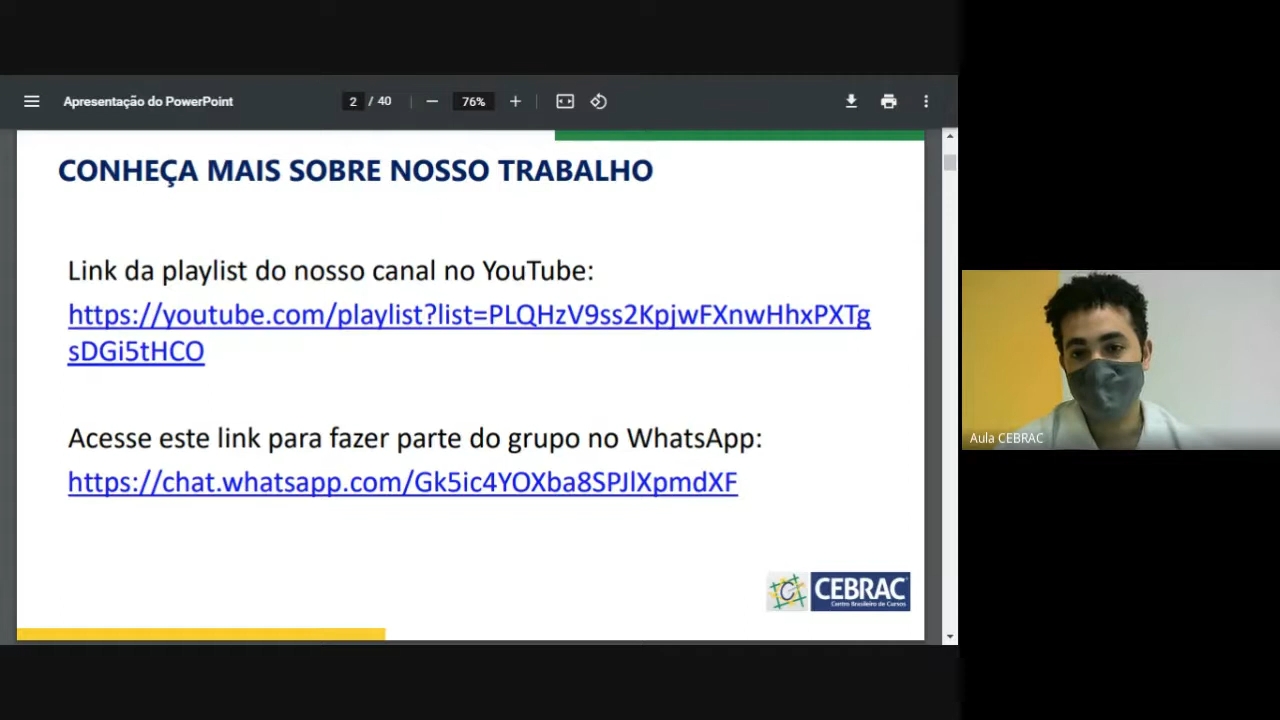 Apresentação do PowerPoint
2 / 40
76%
CONHEÇA MAIS SOBRE NOSSO TRABALHO
Link da playlist do nosso canal no YouTube:
https://youtube.com/playlist?list=PLQHzV9ss2KpjwFXnwHhxPXTg
sDGi5tHCO
Acesse este link para fazer parte do grupo no WhatsApp:
https://chat.whatsapp.com/Gk5ic4YOXba8SPJlXpmdXF
C CEBRAC
Centro Brasileiro de Cursos
Aula CEBRAC